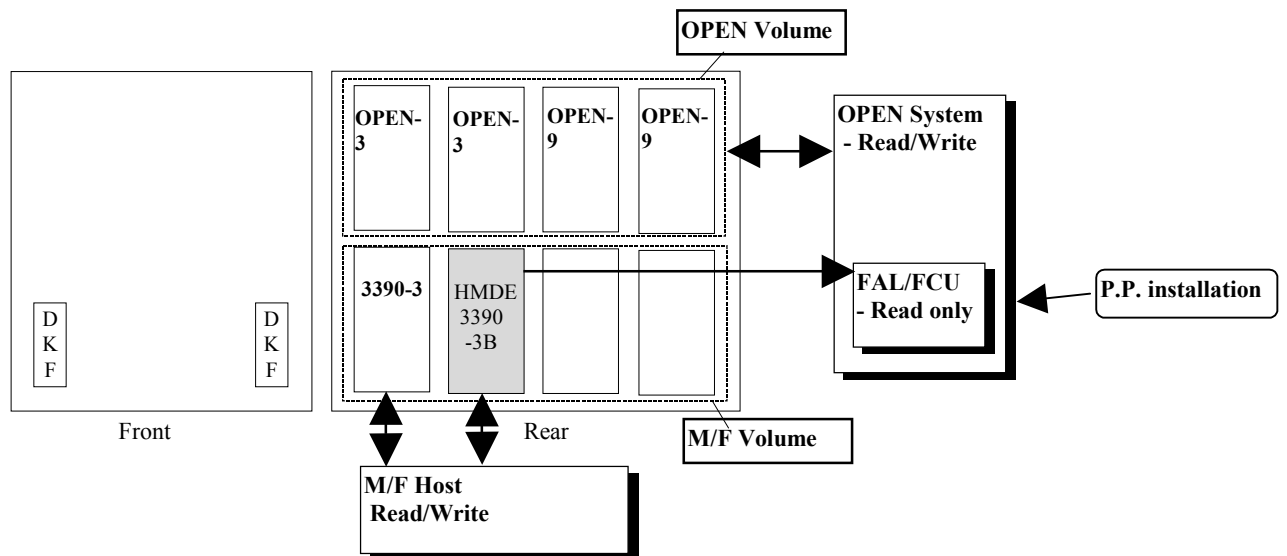 OPEN Volume
OPEN-
3
OPEN-
3
OPEN-
9
OPEN-
9
OPEN System
- Read/Write
3390-3
HMDE
3390
-3B
FAL/FCU
- Read only
P.P. installation
D
K
F
D
K
F
Front
Rear
M/F Volume
M/F Host
Read/Write